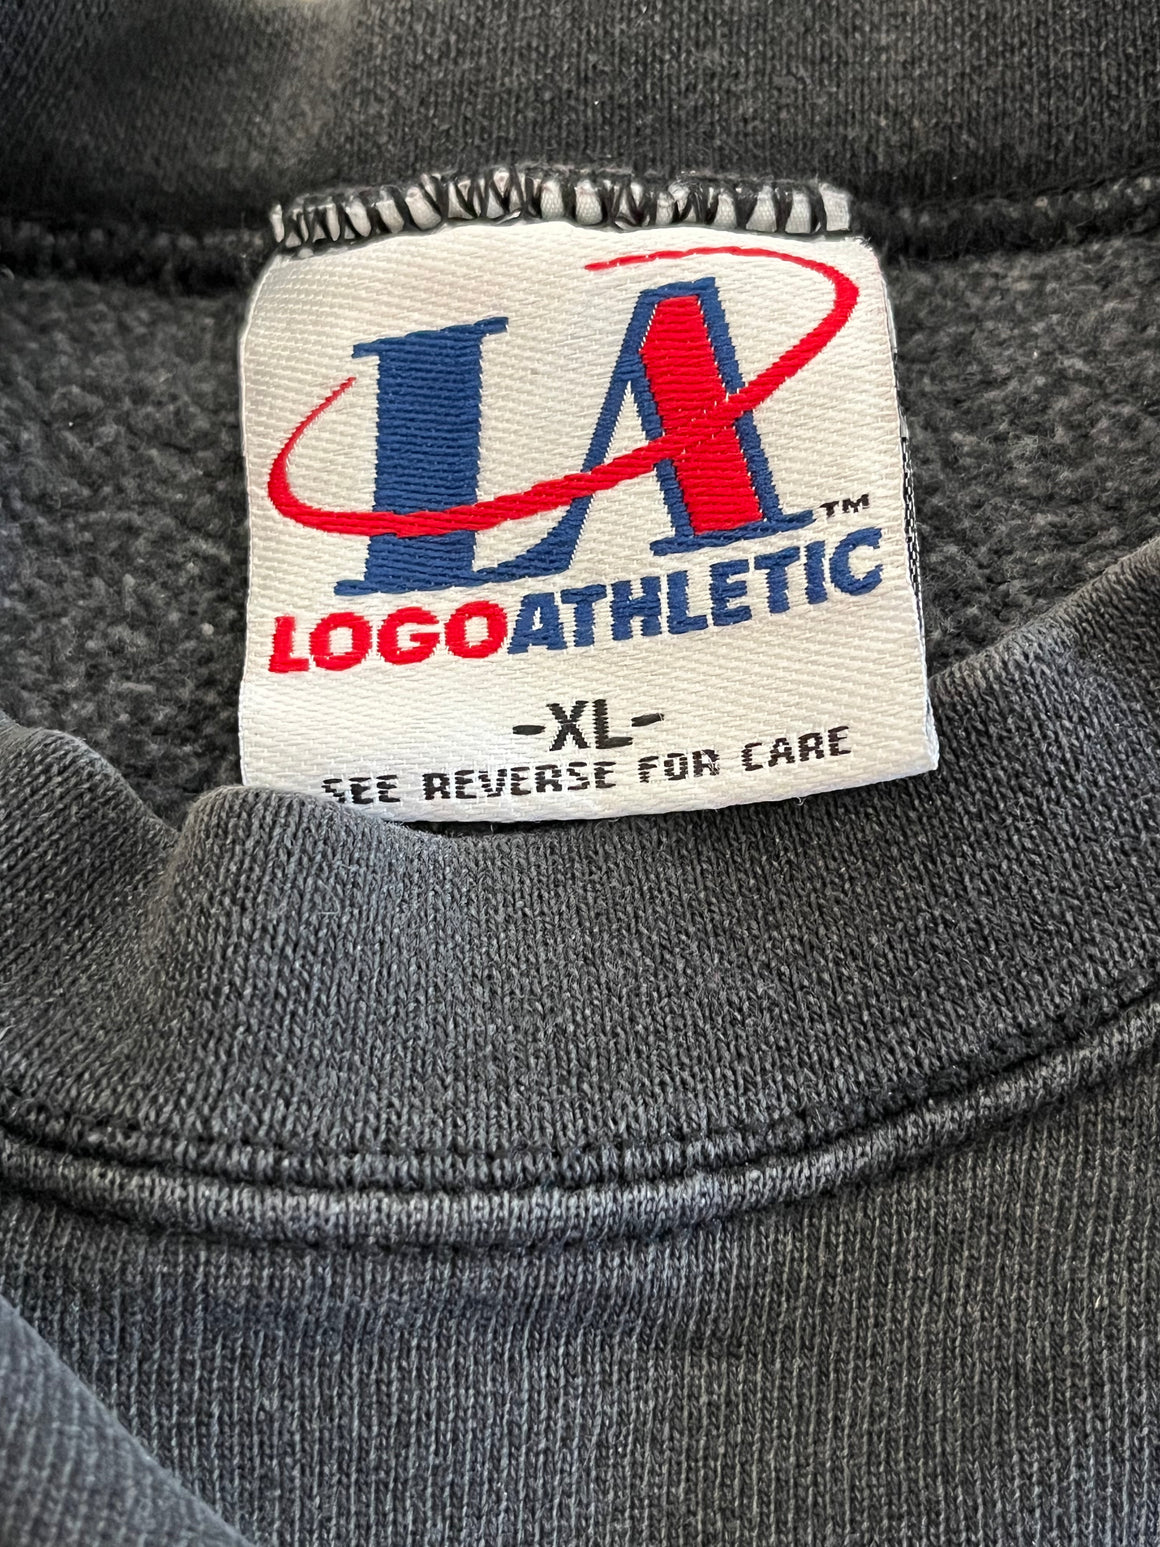 LA
TM
LOGOATHLETIC
-XL-
SEE REVERSE FOR CARE